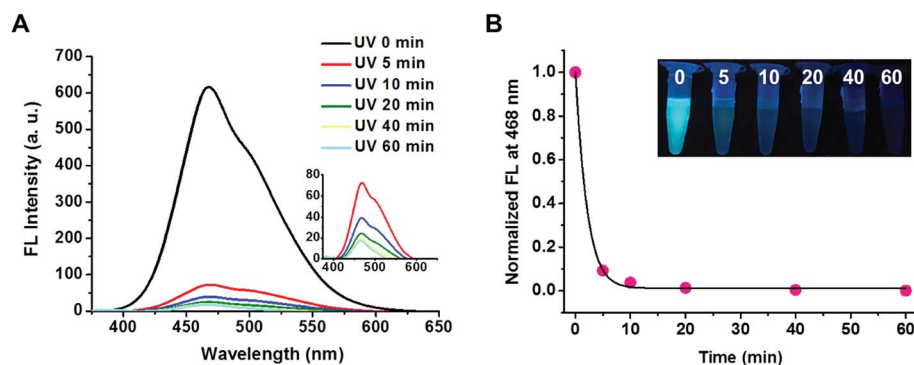 A
FL Intensity (a. u.)
700
600
500
400
300
200
100
0
400 450 500 550 600 650
Wavelength (nm)
UV 0 min
UV 5 min
UV 10 min
UV 20 min
UV 40 min
UV 60 min
80
60
40
20
0
400 500 600
B
Normalized FL at 468 nm
1.0
0.8
0.6
0.4
0.2
0.0
0 10 20 30 40 50 60
Time (min)
0 5 10 20 40 60